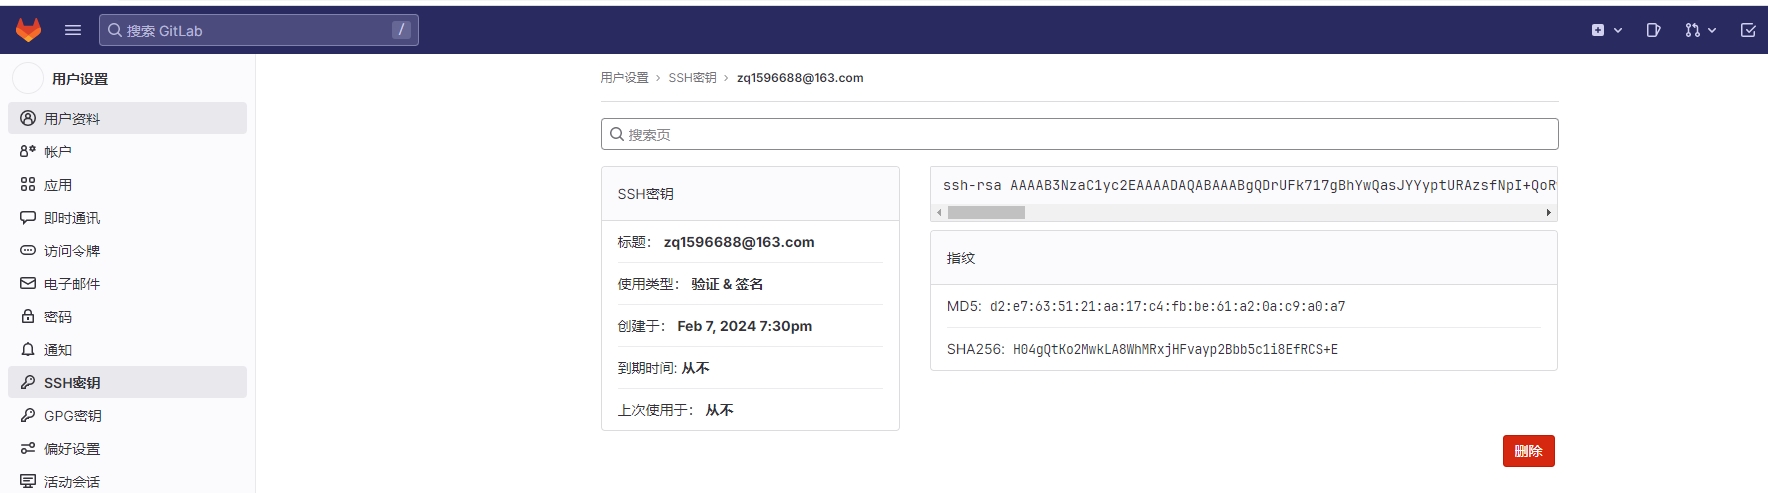 搜索 GitLab /
用户设置
用户资料
帐户
应用
即时通讯
访问令牌
电子邮件
密码
通知
SSH密钥
GPG密钥
偏好设置
活动会话
用户设置 › SSH密钥 › zq1596688@163.com
搜索页
SSH密钥
标题： zq1596688@163.com
使用类型： 验证 & 签名
创建于： Feb 7, 2024 7:30pm
到期时间: 从不
上次使用于： 从不
ssh-rsa AAAAB3NzaC1yc2EAAAADAQABAAABgQDrUFk717gBhYwQasJYYyptURAzsfNpI+QoR
指纹
MD5: d2:e7:63:51:21:aa:17:c4:fb:be:61:a2:0a:c9:a0:a7
SHA256: H04gQtKo2MwkLA8WhMRxjHFvayp2Bbb5c1i8EfRCS+E
删除